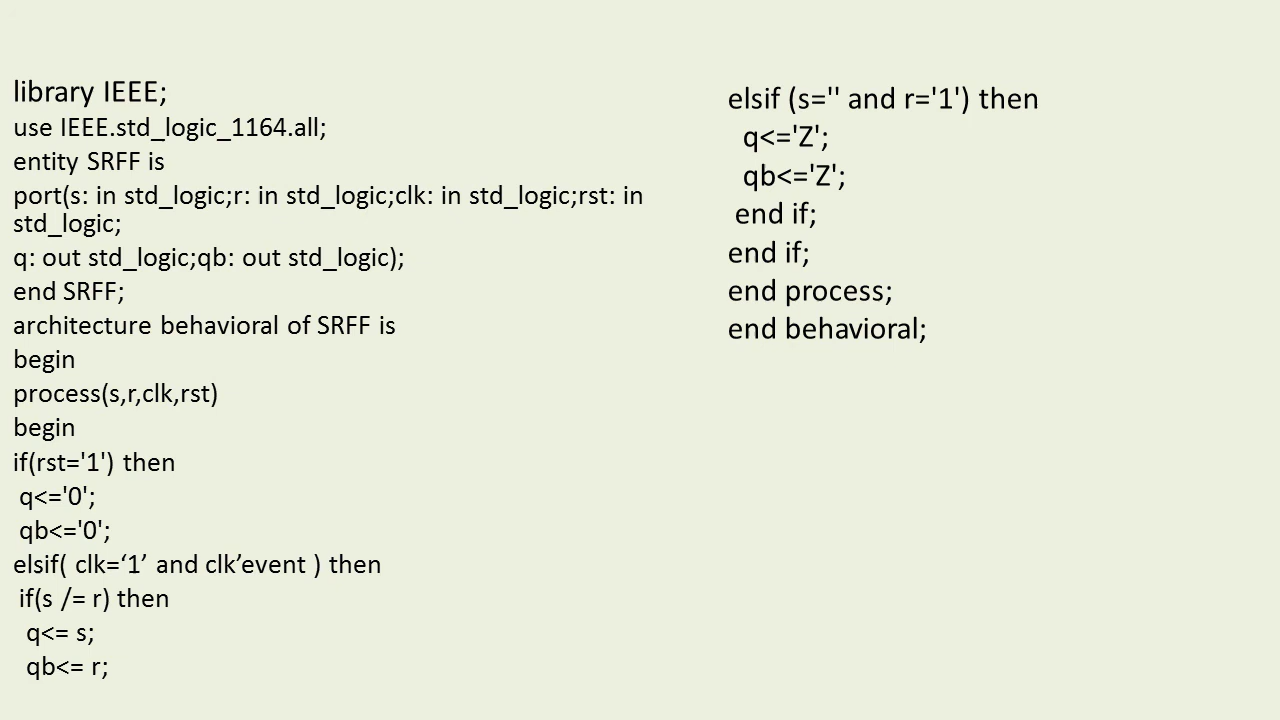 library IEEE;
use IEEE.std_logic_1164.all;
entity SRFF is
port(s: in std_logic;r: in std_logic;clk: in std_logic;rst: in
std_logic;
q: out std_logic;qb: out std_logic);
end SRFF;
architecture behavioral of SRFF is
begin
process(s,r,clk,rst)
begin
if(rst='1') then
q<='0';
qb<='0';
elsif( clk=‘1’ and clk’event ) then
if(s /= r) then
q<= s;
qb<= r;
elsif (s='' and r='1') then
q<='Z';
qb<='Z';
end if;
end if;
end process;
end behavioral;